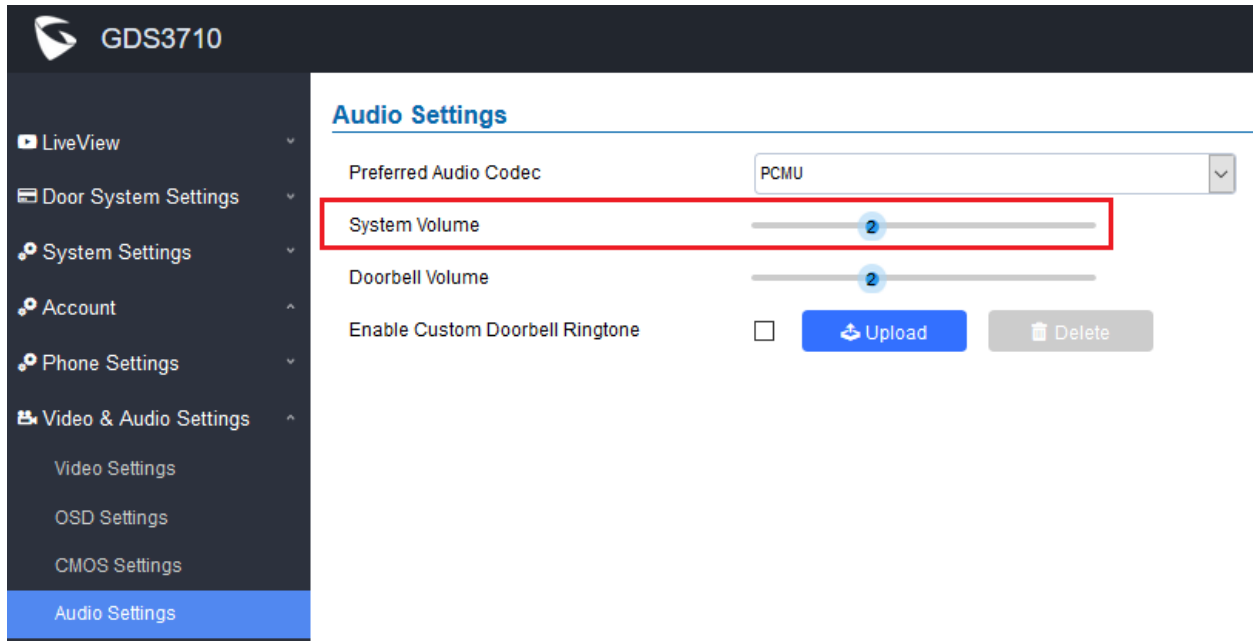 GDS3710
LiveView
Door System Settings
System Settings
Account
Phone Settings
Video & Audio Settings
Video Settings
OSD Settings
CMOS Settings
Audio Settings
Audio Settings
Preferred Audio Codec PCMU
System Volume 2
Doorbell Volume 2
Enable Custom Doorbell Ringtone Upload Delete